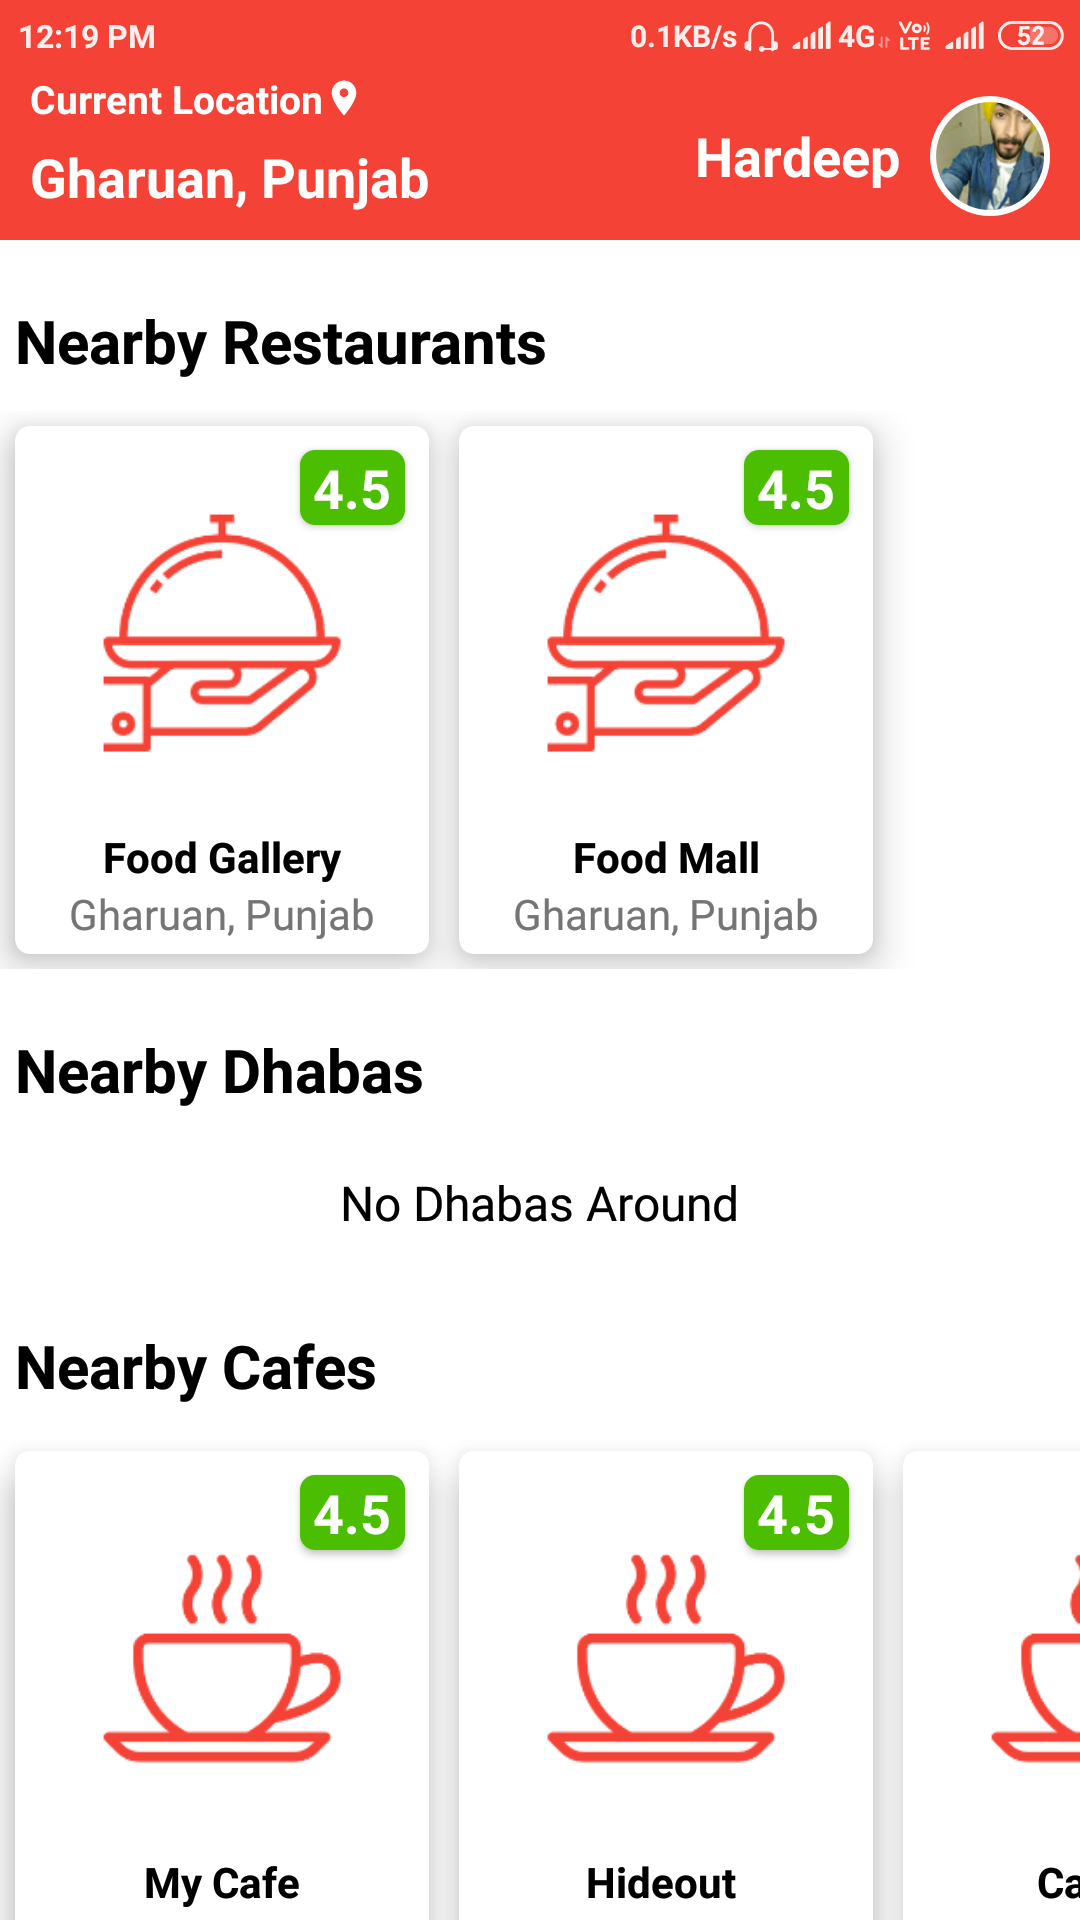 12:19 PM 0.1KB/s 4G Vo LTE 52
Current Location
Gharuan, Punjab
Hardeep
Nearby Restaurants
4.5 4.5
Food Gallery Food Mall
Gharuan, Punjab Gharuan, Punjab
Nearby Dhabas
No Dhabas Around
Nearby Cafes
4.5 4.5
My Cafe Hideout Ca